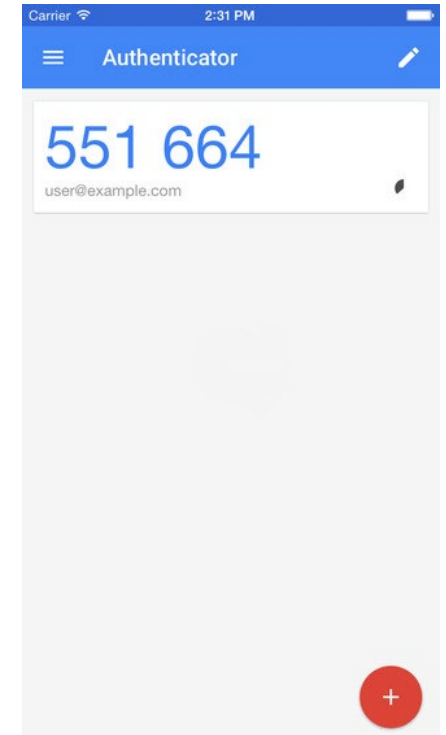 Carrier 2:31 PM
Authenticator
551 664
user@example.com
+